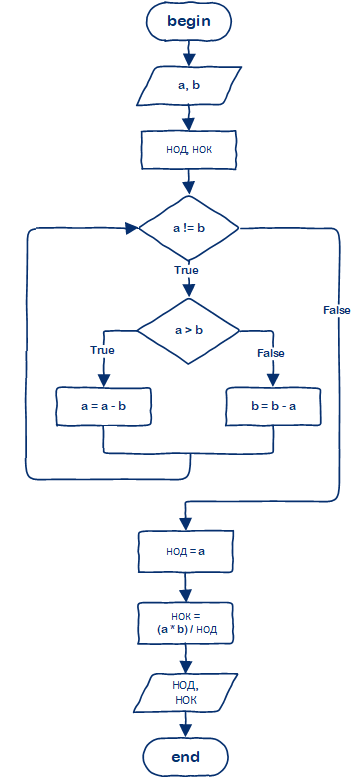 begin
a, b
НОД, НОК
a != b
True
False
a > b
True
False
a = a - b
b = b - a
НОД = a
НОК =
(a * b) / НОД
НОД,
НОК
end